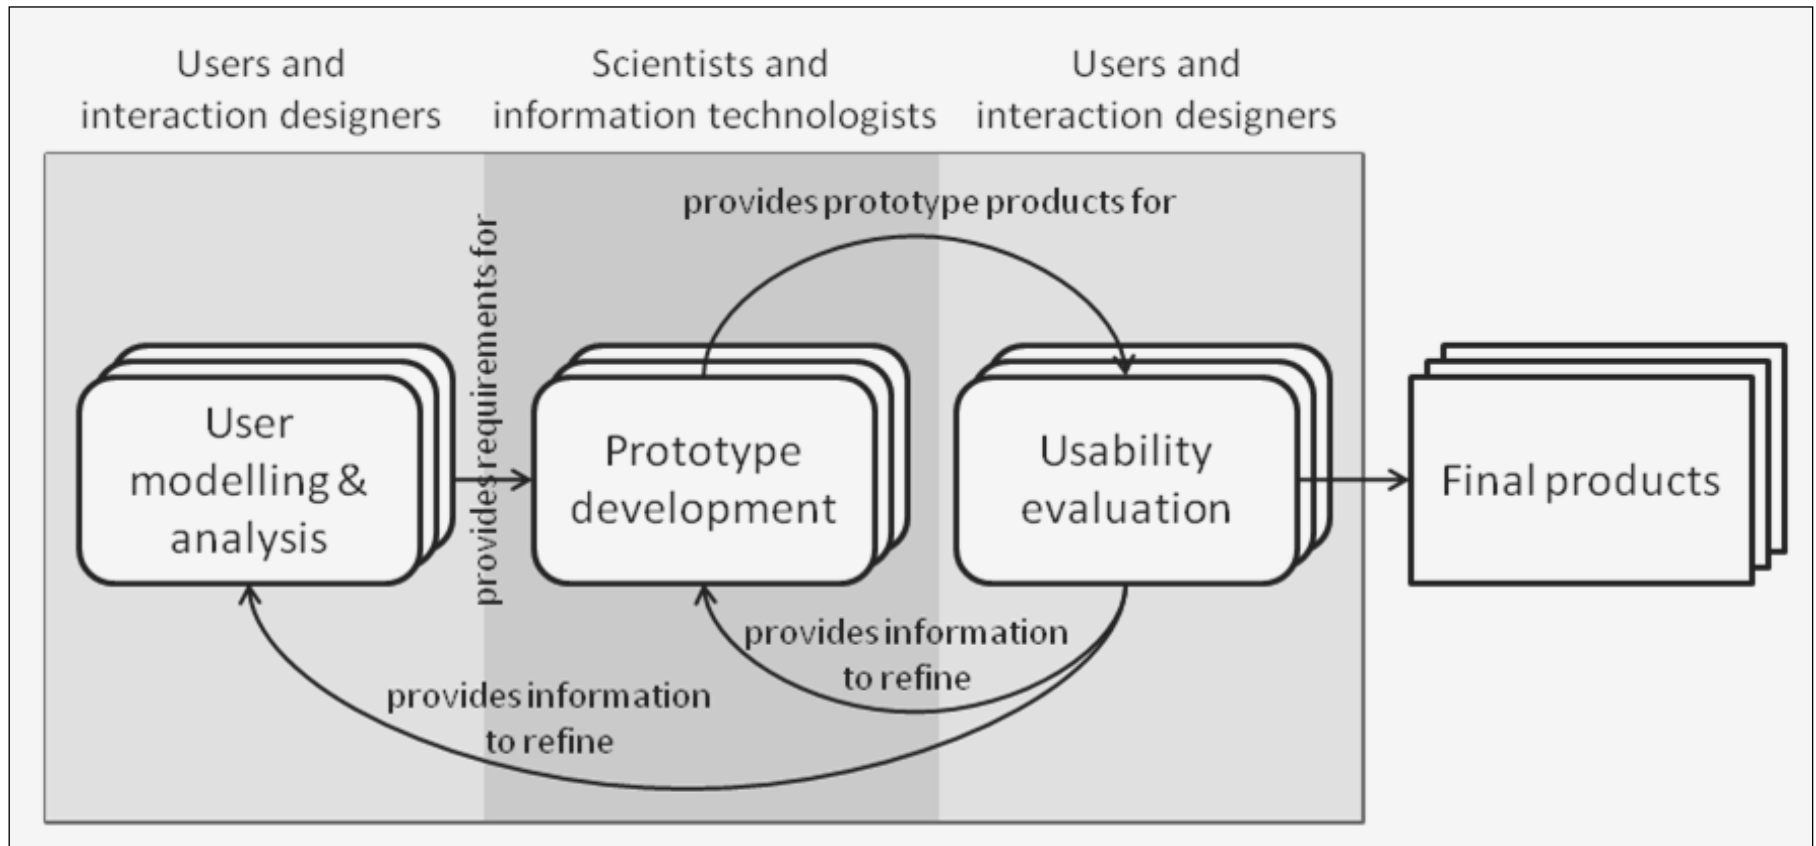 Users and
interaction designers
Scientists and
information technologists
Users and
interaction designers
provides prototype products for
provides requirements for
User
modelling &
analysis
Prototype
development
Usability
evaluation
Final products
provides information
to refine
provides information
to refine